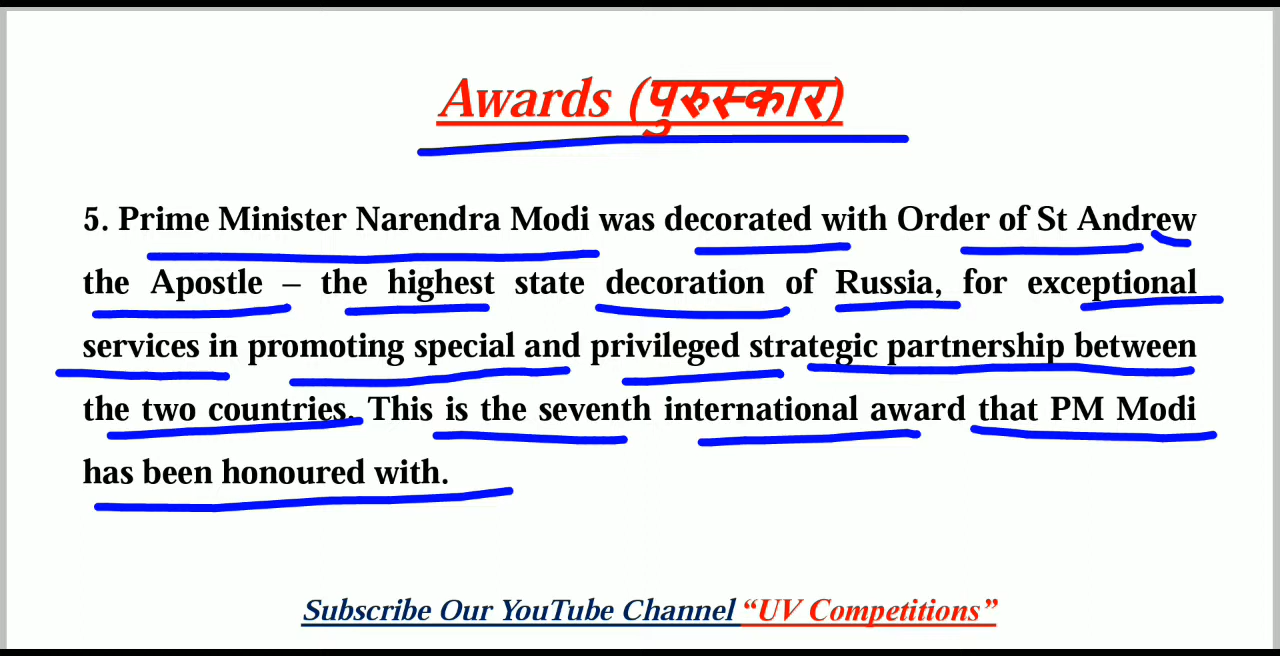 Awards (पुरुस्कार)
5. Prime Minister Narendra Modi was decorated with Order of St Andrew
the Apostle – the highest state decoration of Russia, for exceptional
services in promoting special and privileged strategic partnership between
the two countries. This is the seventh international award that PM Modi
has been honoured with.
Subscribe Our YouTube Channel “UV Competitions”